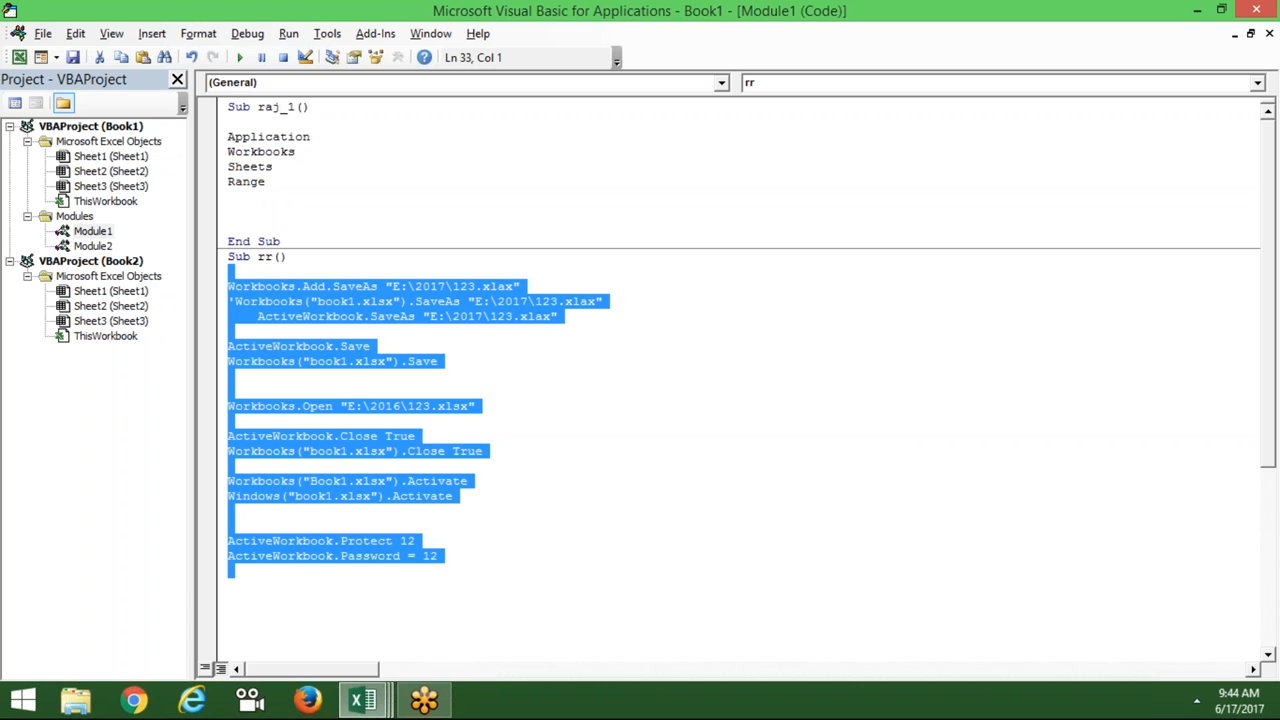 Microsoft Visual Basic for Applications - Book1 - [Module1 (Code)]
File Edit View Insert Format Debug Run Tools Add-Ins Window Help
Ln 33, Col 1
Project - VBAProject
(General) rr
VBAProject (Book1)
Microsoft Excel Objects
Sheet1 (Sheet1)
Sheet2 (Sheet2)
Sheet3 (Sheet3)
ThisWorkbook
Modules
Module1
Module2
VBAProject (Book2)
Microsoft Excel Objects
Sheet1 (Sheet1)
Sheet2 (Sheet2)
Sheet3 (Sheet3)
ThisWorkbook
Sub raj_1()
Application
Workbooks
Sheets
Range
End Sub
Sub rr()
Workbooks.Add.SaveAs "E:\2017\123.xlax"
'Workbooks("book1.xlsx").SaveAs "E:\2017\123.xlax"
ActiveWorkbook.SaveAs "E:\2017\123.xlax"
ActiveWorkbook.Save
Workbooks("book1.xlsx").Save
Workbooks.Open "E:\2016\123.xlsx"
ActiveWorkbook.Close True
Workbooks("book1.xlsx").Close True
Workbooks("Book1.xlsx").Activate
Windows("book1.xlsx").Activate
ActiveWorkbook.Protect 12
ActiveWorkbook.Password = 12
9:44 AM
6/17/2017